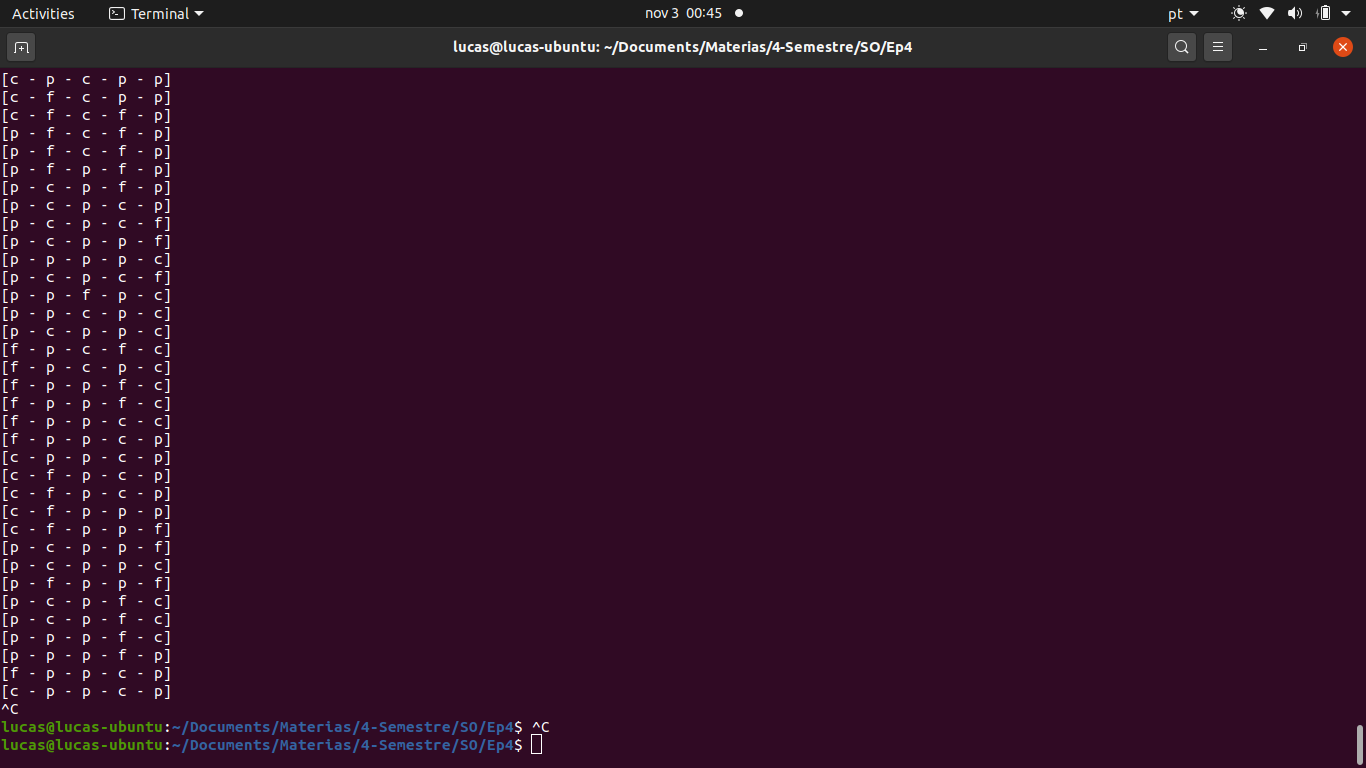 Activities Terminal nov 3 00:45 pt
lucas@lucas-ubuntu: ~/Documents/Materias/4-Semestre/SO/Ep4
[c - p - c - p - p]
[c - f - c - p - p]
[c - f - c - f - p]
[p - f - c - f - p]
[p - f - c - f - p]
[p - f - p - f - p]
[p - c - p - f - p]
[p - c - p - c - p]
[p - c - p - c - f]
[p - c - p - p - f]
[p - p - p - p - c]
[p - c - p - c - f]
[p - p - f - p - c]
[p - p - c - p - c]
[p - c - p - p - c]
[f - p - c - f - c]
[f - p - c - p - c]
[f - p - p - f - c]
[f - p - p - f - c]
[f - p - p - c - c]
[f - p - p - c - p]
[c - p - p - c - p]
[c - f - p - c - p]
[c - f - p - c - p]
[c - f - p - p - p]
[c - f - p - p - f]
[p - c - p - p - f]
[p - c - p - p - c]
[p - f - p - p - f]
[p - c - p - f - c]
[p - c - p - f - c]
[p - p - p - f - c]
[p - p - p - f - p]
[f - p - p - c - p]
[c - p - p - c - p]
^C
lucas@lucas-ubuntu:~/Documents/Materias/4-Semestre/SO/Ep4$ ^C
lucas@lucas-ubuntu:~/Documents/Materias/4-Semestre/SO/Ep4$